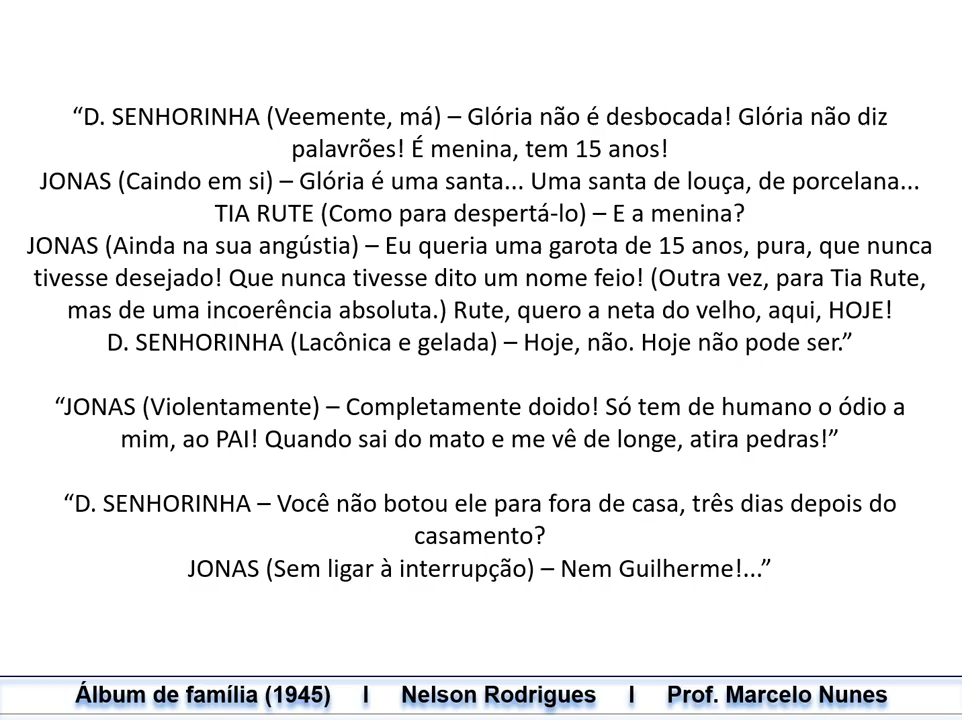 “D. SENHORINHA (Veemente, má) – Glória não é desbocada! Glória não diz
palavrões! É menina, tem 15 anos!
JONAS (Caindo em si) – Glória é uma santa... Uma santa de louça, de porcelana...
TIA RUTE (Como para despertá-lo) – E a menina?
JONAS (Ainda na sua angústia) – Eu queria uma garota de 15 anos, pura, que nunca
tivesse desejado! Que nunca tivesse dito um nome feio! (Outra vez, para Tia Rute,
mas de uma incoerência absoluta.) Rute, quero a neta do velho, aqui, HOJE!
D. SENHORINHA (Lacônica e gelada) – Hoje, não. Hoje não pode ser.”
“JONAS (Violentamente) – Completamente doido! Só tem de humano o ódio a
mim, ao PAI! Quando sai do mato e me vê de longe, atira pedras!”
“D. SENHORINHA – Você não botou ele para fora de casa, três dias depois do
casamento?
JONAS (Sem ligar à interrupção) – Nem Guilherme!...”
Álbum de família (1945) I Nelson Rodrigues I Prof. Marcelo Nunes